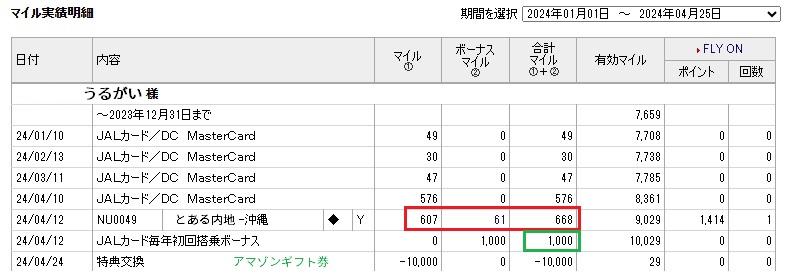 マイル実績明細
期間を選択 2024年01月01日 ～ 2024年04月25日
日付 内容 マイル① ボーナスマイル② 合計マイル①+② 有効マイル FLY ON ポイント 回数
うるがい 様
～2023年12月31日まで 7,659
24/01/10 JALカード／DC MasterCard 49 0 49 7,708 0 0
24/02/13 JALカード／DC MasterCard 30 0 30 7,738 0 0
24/03/11 JALカード／DC MasterCard 47 0 47 7,785 0 0
24/04/10 JALカード／DC MasterCard 576 0 576 8,361 0 0
24/04/12 NU0049 とある内地-沖縄 ◆ Y 607 61 668 9,029 1,414 1
24/04/12 JALカード毎年初回搭乗ボーナス 0 1,000 1,000 10,029 0 0
24/04/24 特典交換 アマゾンギフト券 -10,000 0 -10,000 29 0 0